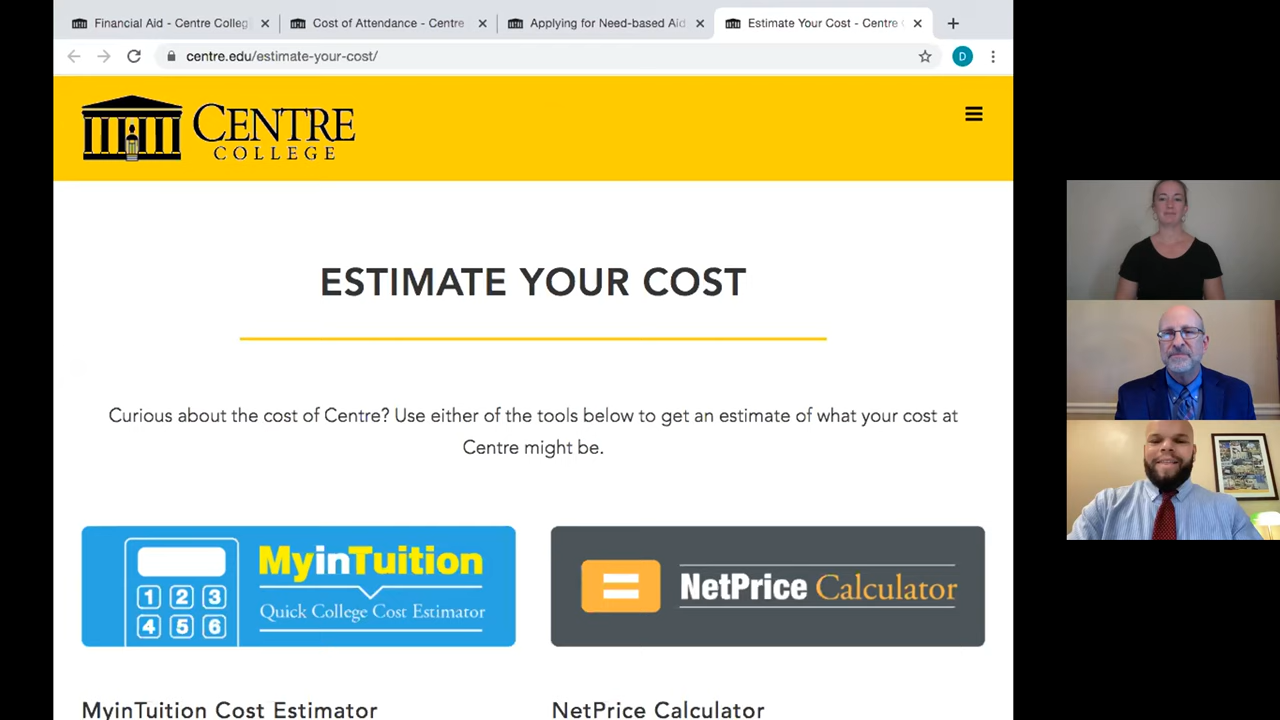 Financial Aid - Centre Colleg
Cost of Attendance - Centre
Applying for Need-based Aid
Estimate Your Cost - Centre
centre.edu/estimate-your-cost/
D
CENTRE
COLLEGE
ESTIMATE YOUR COST
Curious about the cost of Centre? Use either of the tools below to get an estimate of what your cost at
Centre might be.
1 2 3
4 5 6
MyinTuition
Quick College Cost Estimator
NetPrice Calculator
MyinTuition Cost Estimator
NetPrice Calculator